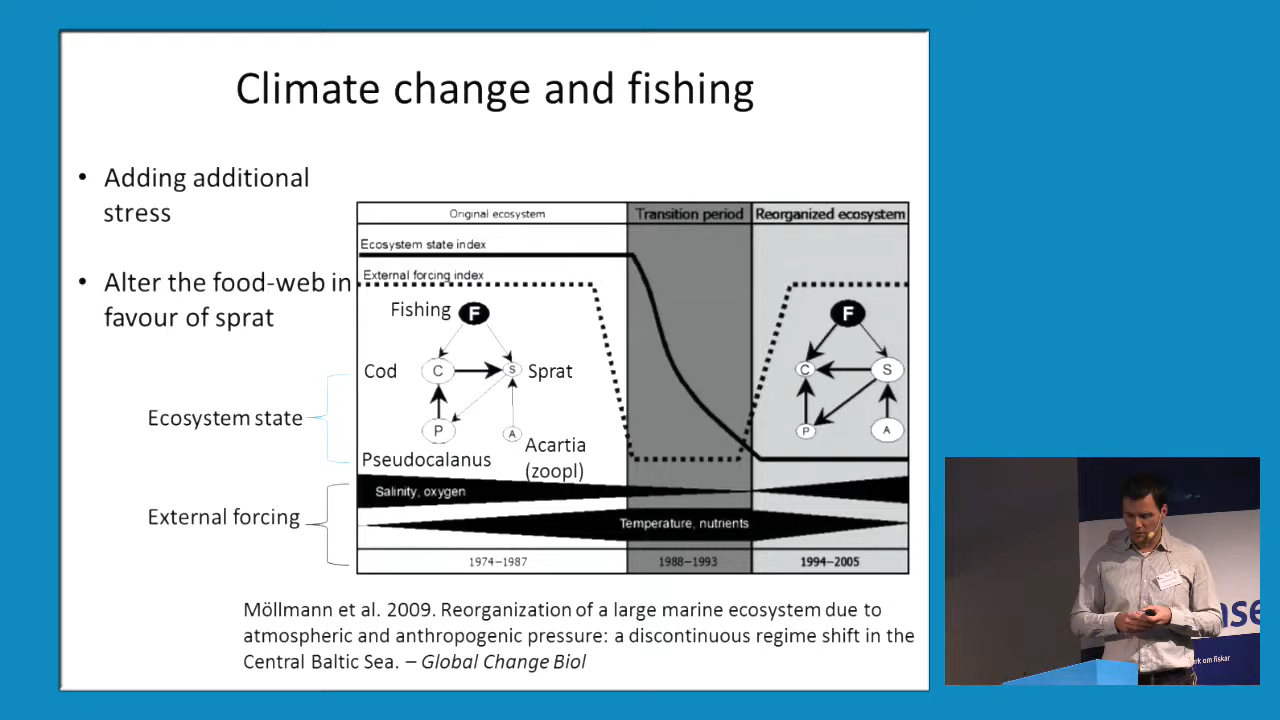 Climate change and fishing
• Adding additional
stress
• Alter the food-web in
favour of sprat
Original ecosystem
Transition period
Reorganized ecosystem
Ecosystem state index
External forcing index
Fishing
F
F
Cod
C
S
Sprat
C
S
Ecosystem state
P
A
P
A
Acartia
(zoopl)
Pseudocalanus
Salinity, oxygen
External forcing
Temperature, nutrients
1974–1987
1988–1993
1994–2005
Möllmann et al. 2009. Reorganization of a large marine ecosystem due to
atmospheric and anthropogenic pressure: a discontinuous regime shift in the
Central Baltic Sea. – Global Change Biol
om fiskar